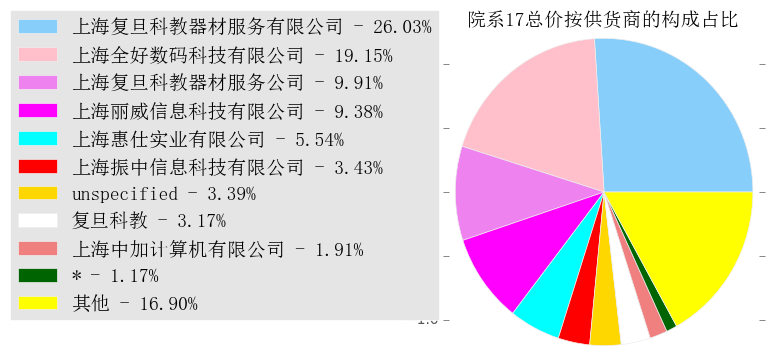 院系17总价按供货商的构成占比
上海复旦科教器材服务有限公司 - 26.03%
上海全好数码科技有限公司 - 19.15%
上海复旦科教器材服务公司 - 9.91%
上海丽威信息科技有限公司 - 9.38%
上海惠仕实业有限公司 - 5.54%
上海振中信息科技有限公司 - 3.43%
unspecified - 3.39%
复旦科教 - 3.17%
上海中加计算机有限公司 - 1.91%
* - 1.17%
其他 - 16.90%